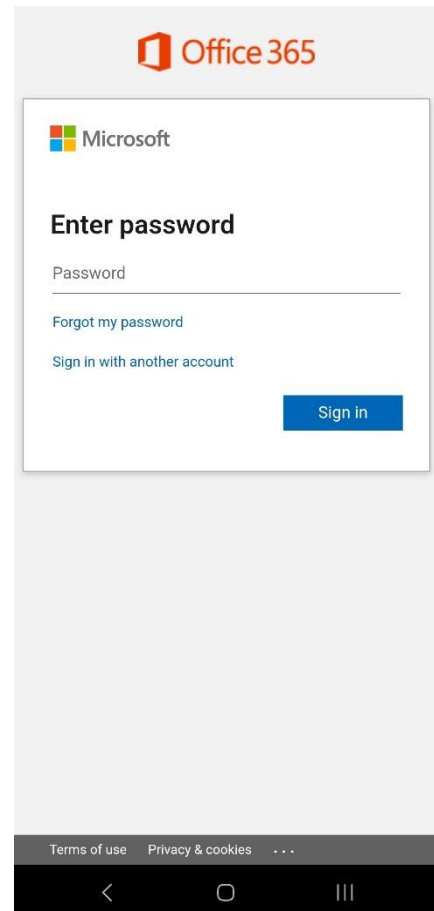 Office 365
Microsoft
Enter password
Password
Forgot my password
Sign in with another account
Sign in
Terms of use Privacy & cookies ...